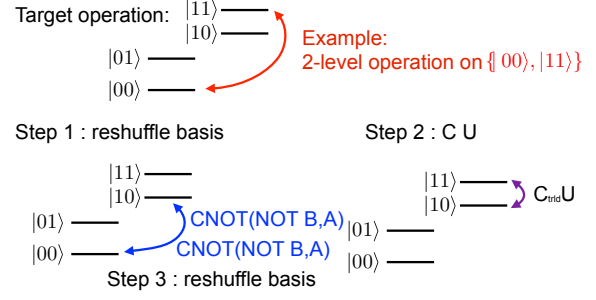 Target operation:
|11⟩
|10⟩
|01⟩
|00⟩
Example:
2-level operation on {| 00⟩, |11⟩}
Step 1 : reshuffle basis
Step 2 : C U
|11⟩
|10⟩
|01⟩
|00⟩
CNOT(NOT B,A)
CNOT(NOT B,A)
|11⟩
|10⟩
|01⟩
|00⟩
CtrldU
Step 3 : reshuffle basis